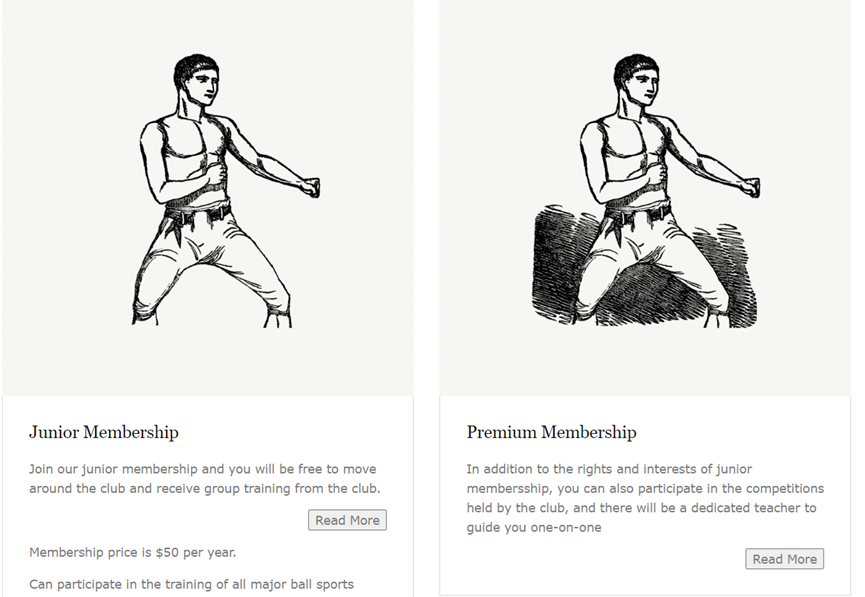 Junior Membership
Join our junior membership and you will be free to move
around the club and receive group training from the club.
Read More
Membership price is $50 per year.
Can participate in the training of all major ball sports
Premium Membership
In addition to the rights and interests of junior
membersship, you can also participate in the competitions
held by the club, and there will be a dedicated teacher to
guide you one-on-one
Read More